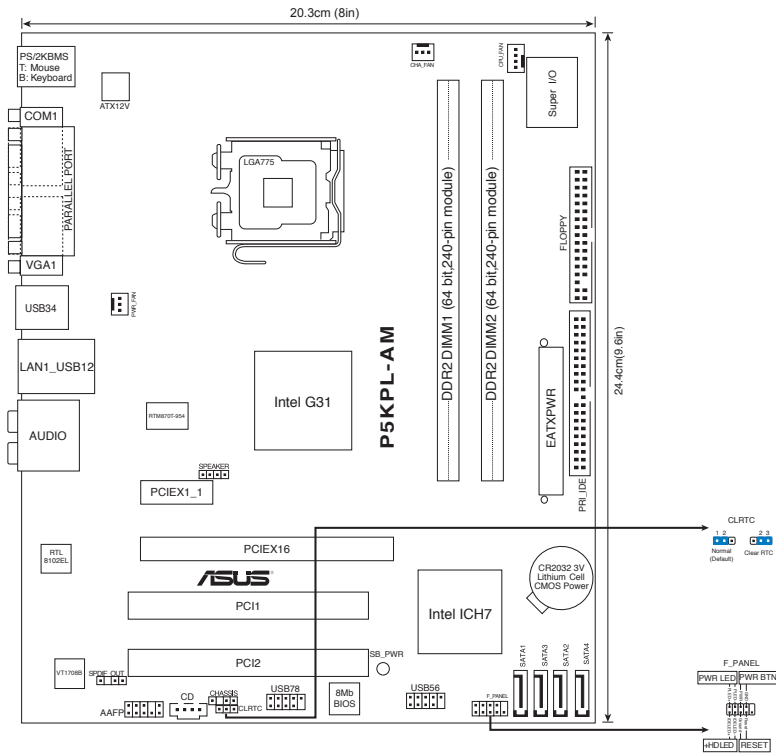 20.3cm (8in)
PS/2KBMS
T: Mouse
B: Keyboard
ATX12V
CHA_FAN
CPU_FAN
Super I/O
COM1
PARALLEL PORT
LGA775
DDR2 DIMM1 (64 bit,240-pin module)
DDR2 DIMM2 (64 bit,240-pin module)
FLOPPY
VGA1
USB34
PWR_FAN
24.4cm(9.6in)
LAN1_USB12
Intel G31
P5KPL-AM
EATXPWR
RTM870T-954
AUDIO
SPEAKER
PCIEX1_1
PRI_IDE
CLRTC
1 2
2 3
Normal
(Default)
Clear RTC
PCIEX16
RTL
8102EL
ASUS
CR2032 3V
Lithium Cell
CMOS Power
PCI1
Intel ICH7
PCI2
SB_PWR
SATA1
SATA3
SATA2
SATA4
VT1708B
SPDIF_OUT
F_PANEL
PWR LED
PWR BTN
CD
CHASSIS
CLRTC
USB78
8Mb
BIOS
USB56
F_PANEL
AAFP
+HDLED
RESET